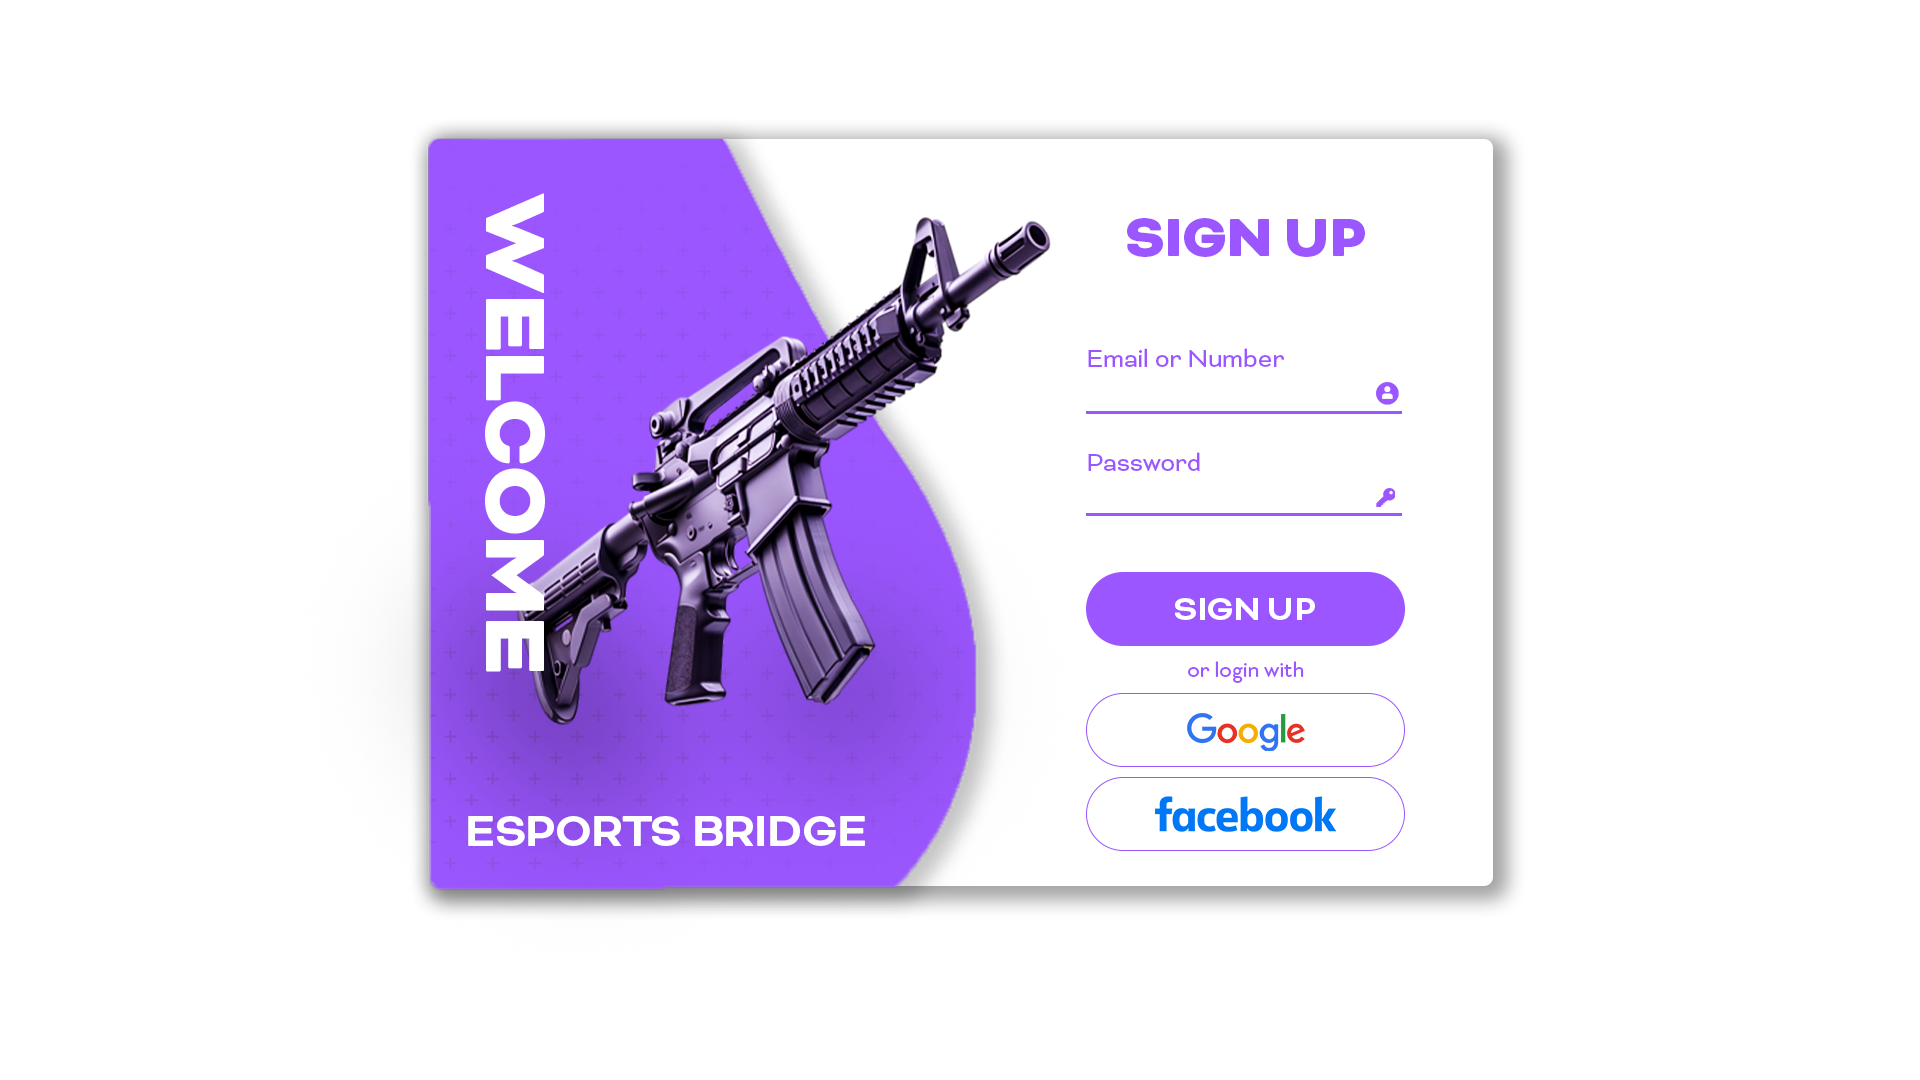 WELCOME
ESPORTS BRIDGE
SIGN UP
Email or Number
Password
SIGN UP
or login with
Google
facebook